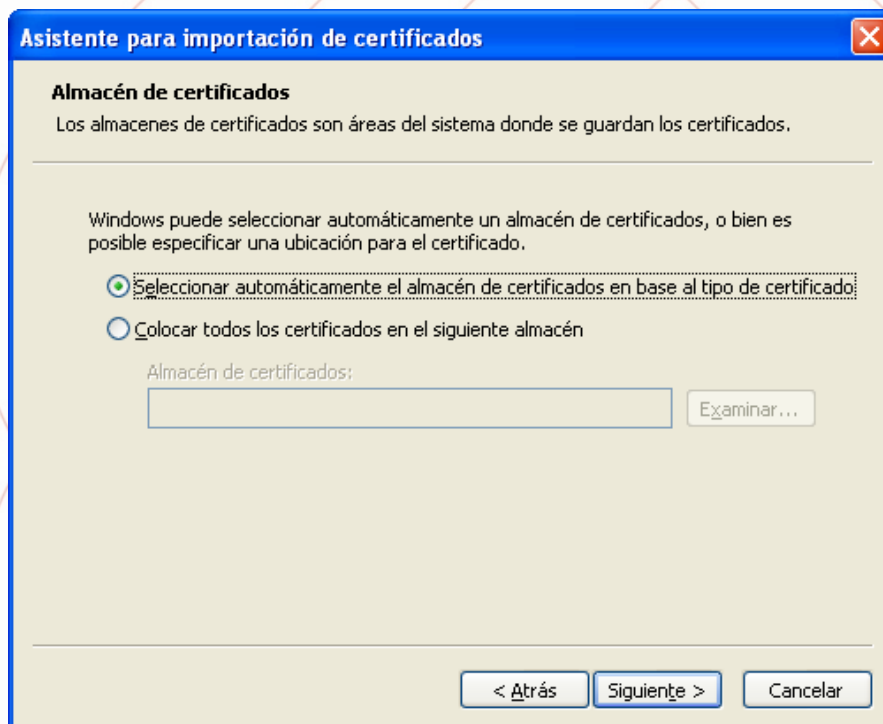 Asistente para importación de certificados
Almacén de certificados
Los almacenes de certificados son áreas del sistema donde se guardan los certificados.
Windows puede seleccionar automáticamente un almacén de certificados, o bien es
posible especificar una ubicación para el certificado.
Seleccionar automáticamente el almacén de certificados en base al tipo de certificado
Colocar todos los certificados en el siguiente almacén
Almacén de certificados:
Examinar...
< Atrás
Siguiente >
Cancelar